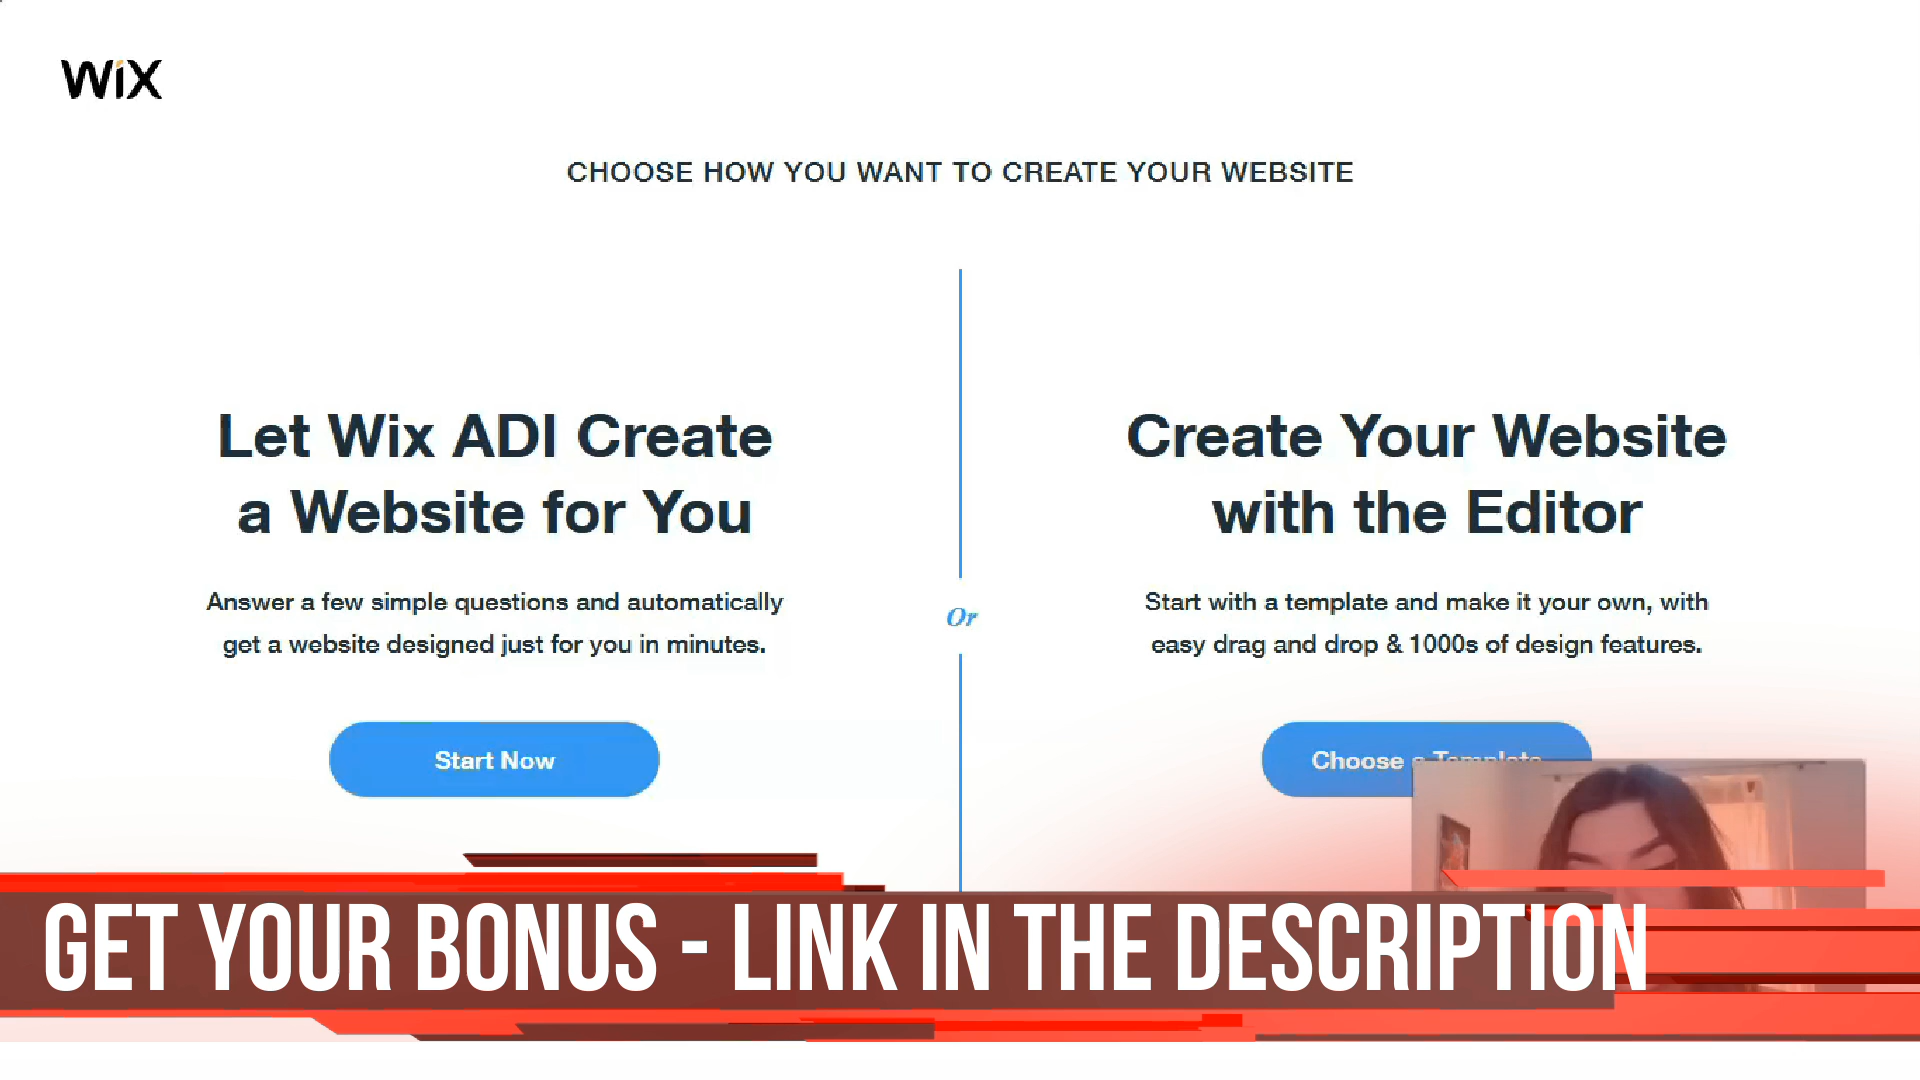 WiX
CHOOSE HOW YOU WANT TO CREATE YOUR WEBSITE
Let Wix ADI Create
a Website for You
Answer a few simple questions and automatically
get a website designed just for you in minutes.
Start Now
Or
Create Your Website
with the Editor
Start with a template and make it your own, with
easy drag and drop & 1000s of design features.
Choose a Template
GET YOUR BONUS - LINK IN THE DESCRIPTION